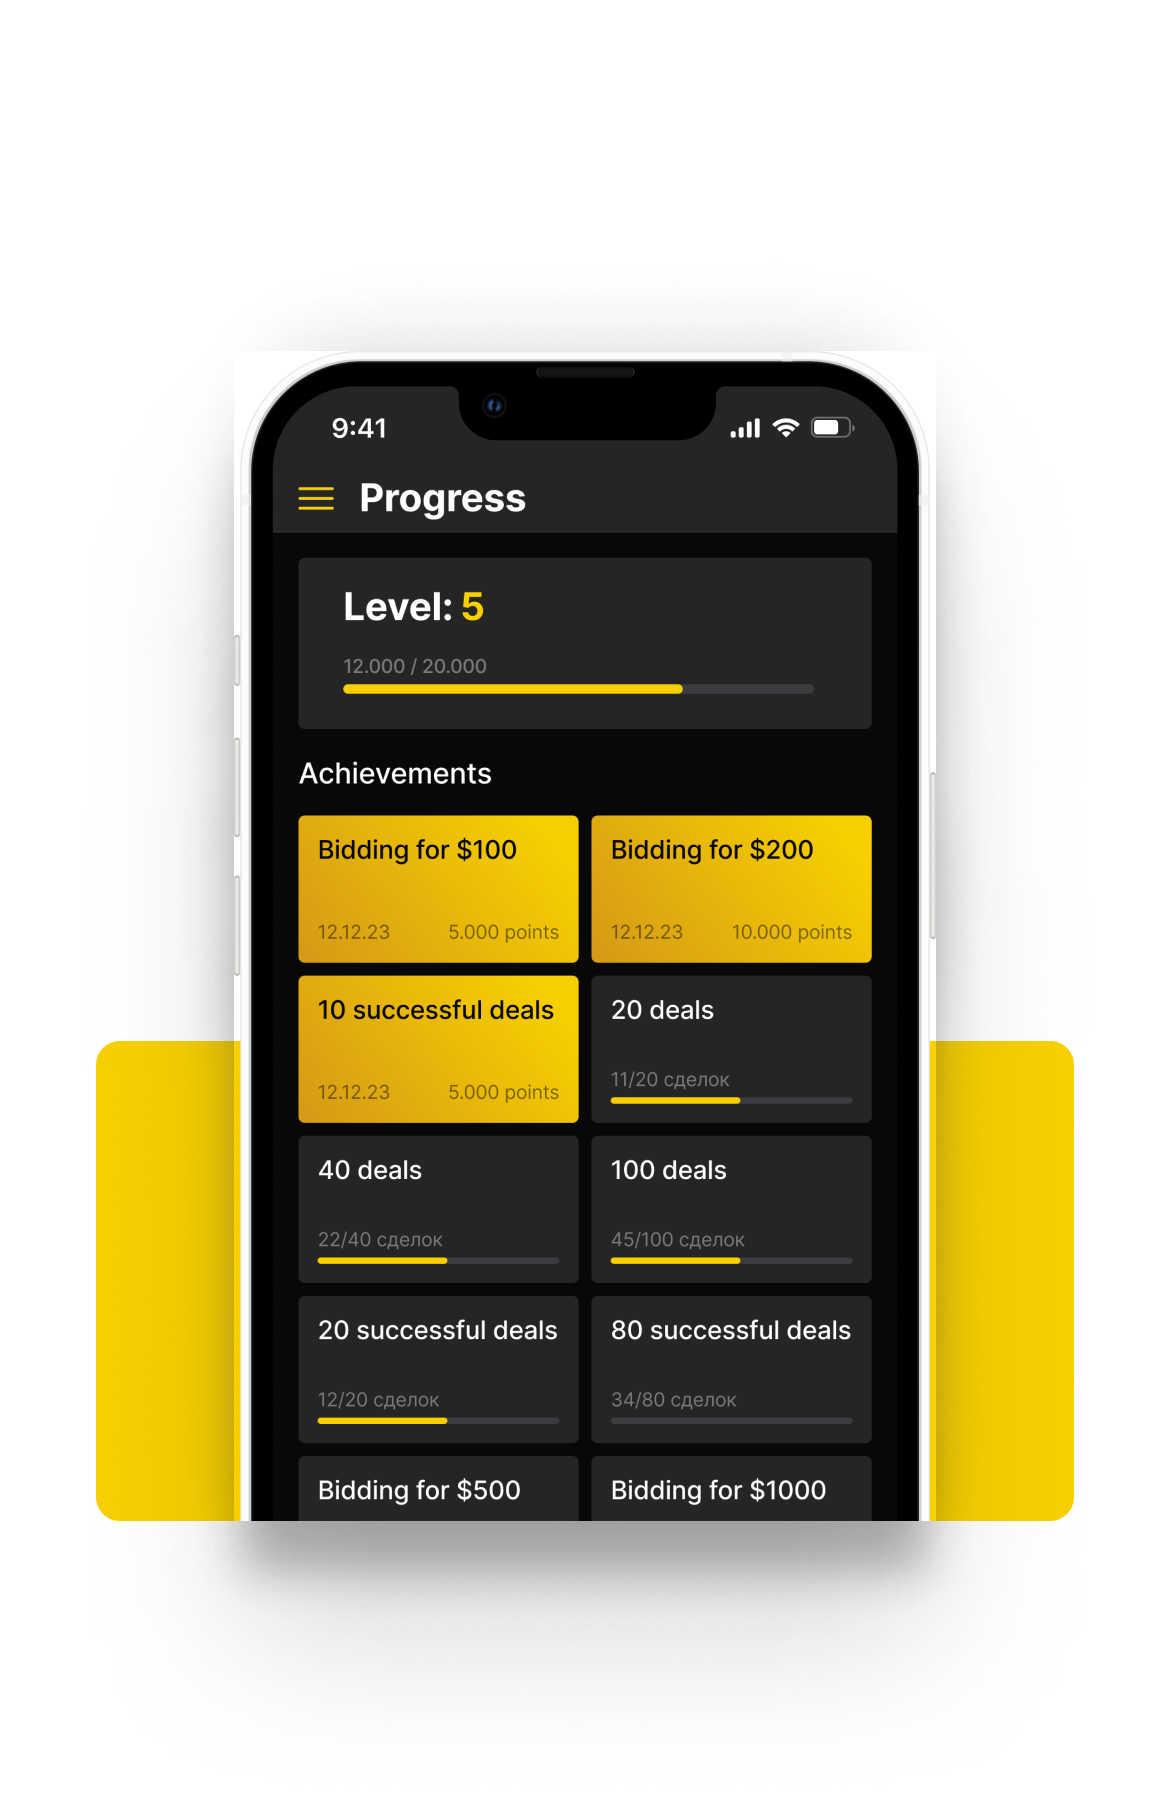 9:41
Progress
Level: 5
12.000 / 20.000
Achievements
Bidding for $100
12.12.23 5.000 points
Bidding for $200
12.12.23 10.000 points
10 successful deals
12.12.23 5.000 points
20 deals
11/20 сделок
40 deals
22/40 сделок
100 deals
45/100 сделок
20 successful deals
12/20 сделок
80 successful deals
34/80 сделок
Bidding for $500
Bidding for $1000